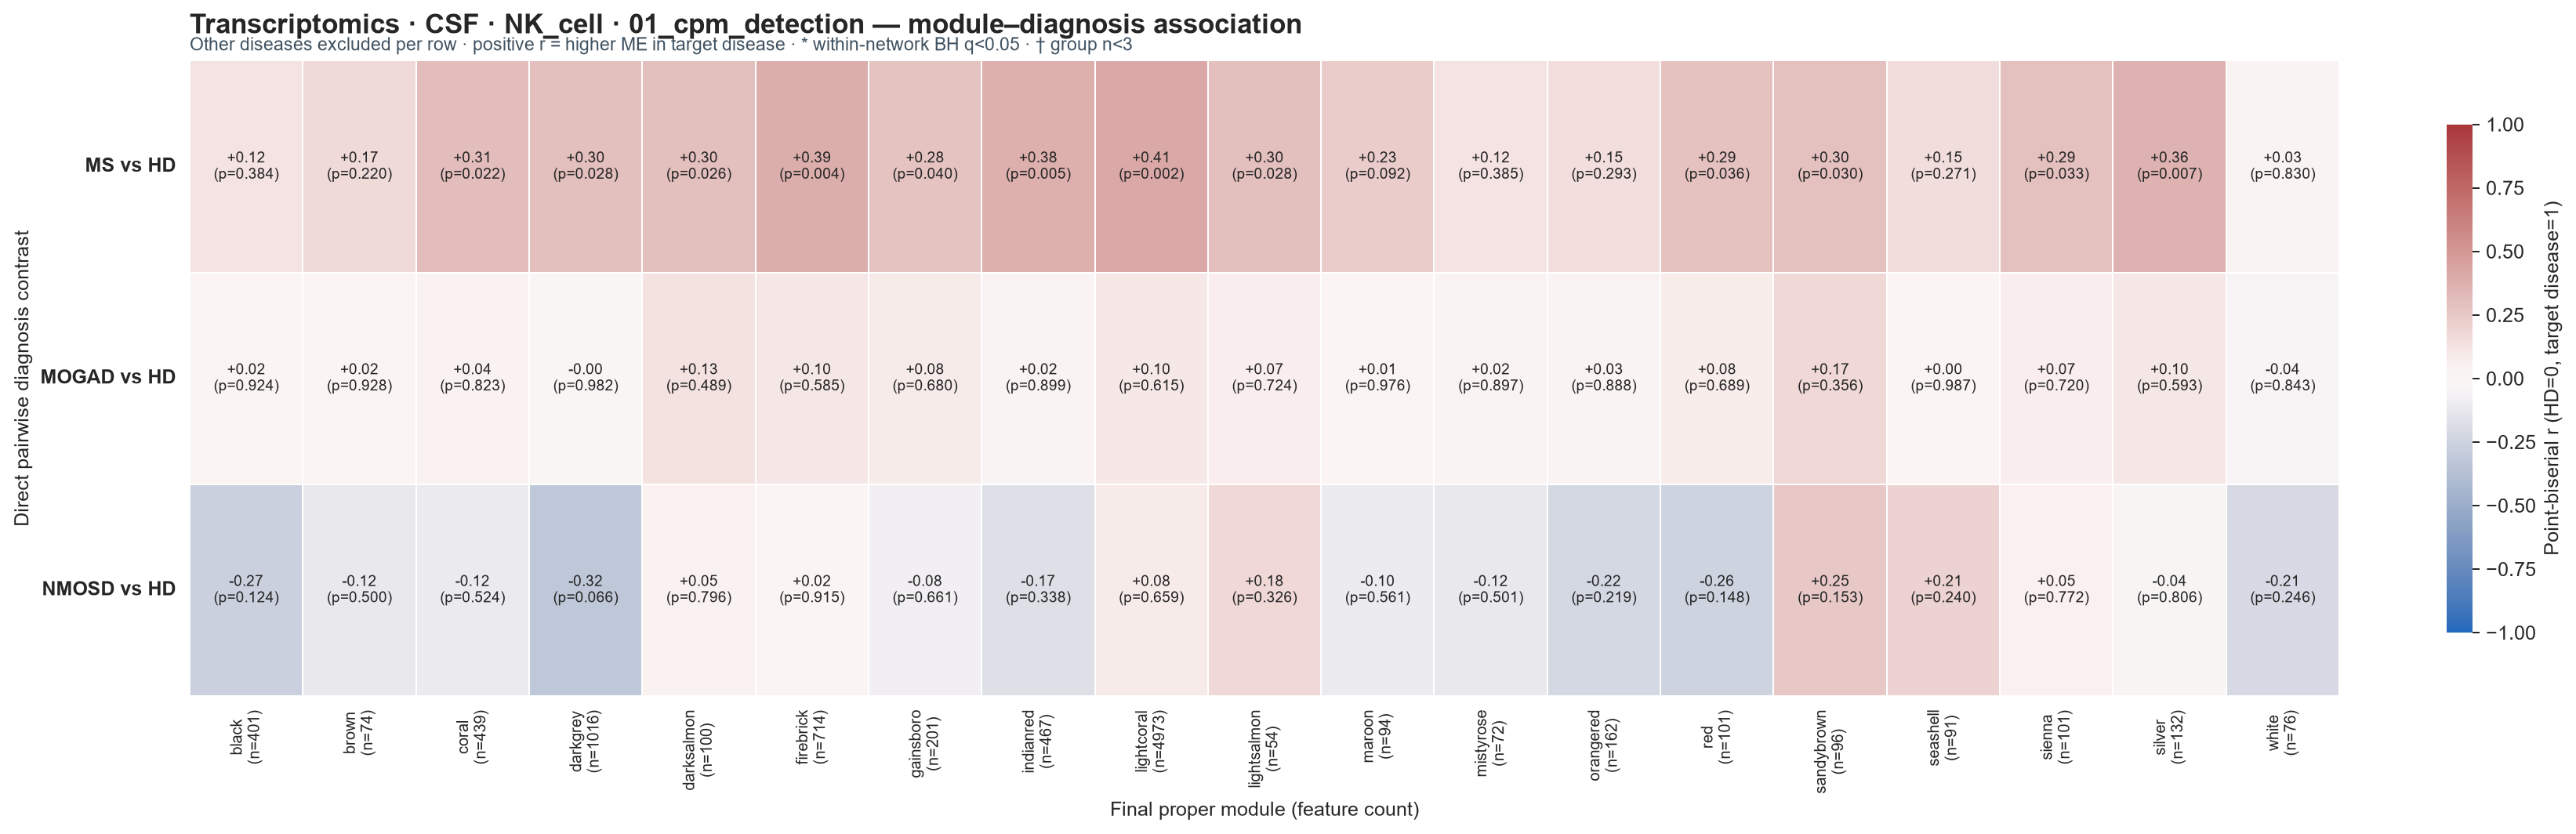 Transcriptomics · CSF · NK_cell · 01_cpm_detection — module–diagnosis association
Other diseases excluded per row · positive r = higher ME in target disease · * within-network BH q<0.05 · † group n<3
Direct pairwise diagnosis contrast
MS vs HD
+0.12
(p=0.384)
+0.17
(p=0.220)
+0.31
(p=0.022)
+0.30
(p=0.028)
+0.30
(p=0.026)
+0.39
(p=0.004)
+0.28
(p=0.040)
+0.38
(p=0.005)
+0.41
(p=0.002)
+0.30
(p=0.028)
+0.23
(p=0.092)
+0.12
(p=0.385)
+0.15
(p=0.293)
+0.29
(p=0.036)
+0.30
(p=0.030)
+0.15
(p=0.271)
+0.29
(p=0.033)
+0.36
(p=0.007)
+0.03
(p=0.830)
MOGAD vs HD
+0.02
(p=0.924)
+0.02
(p=0.928)
+0.04
(p=0.823)
-0.00
(p=0.982)
+0.13
(p=0.489)
+0.10
(p=0.585)
+0.08
(p=0.680)
+0.02
(p=0.899)
+0.10
(p=0.615)
+0.07
(p=0.724)
+0.01
(p=0.976)
+0.02
(p=0.897)
+0.03
(p=0.888)
+0.08
(p=0.689)
+0.17
(p=0.356)
+0.00
(p=0.987)
+0.07
(p=0.720)
+0.10
(p=0.593)
-0.04
(p=0.843)
NMOSD vs HD
-0.27
(p=0.124)
-0.12
(p=0.500)
-0.12
(p=0.524)
-0.32
(p=0.066)
+0.05
(p=0.796)
+0.02
(p=0.915)
-0.08
(p=0.661)
-0.17
(p=0.338)
+0.08
(p=0.659)
+0.18
(p=0.326)
-0.10
(p=0.561)
-0.12
(p=0.501)
-0.22
(p=0.219)
-0.26
(p=0.148)
+0.25
(p=0.153)
+0.21
(p=0.240)
+0.05
(p=0.772)
-0.04
(p=0.806)
-0.21
(p=0.246)
black
(n=401)
brown
(n=74)
coral
(n=439)
darkgrey
(n=1016)
darksalmon
(n=100)
firebrick
(n=714)
gainsboro
(n=201)
indianred
(n=467)
lightcoral
(n=4973)
lightsalmon
(n=54)
maroon
(n=94)
mistyrose
(n=72)
orangered
(n=162)
red
(n=101)
sandybrown
(n=96)
seashell
(n=91)
sienna
(n=101)
silver
(n=132)
white
(n=76)
Final proper module (feature count)
1.00
0.75
0.50
0.25
0.00
−0.25
−0.50
−0.75
−1.00
Point-biserial r (HD=0, target disease=1)